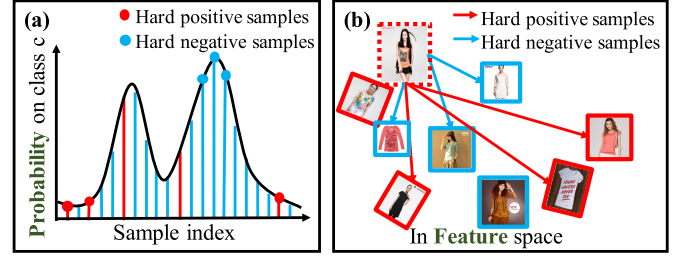 (a)
Hard positive samples
Hard negative samples
Probability on class c
Sample index
(b)
Hard positive samples
Hard negative samples
In Feature space